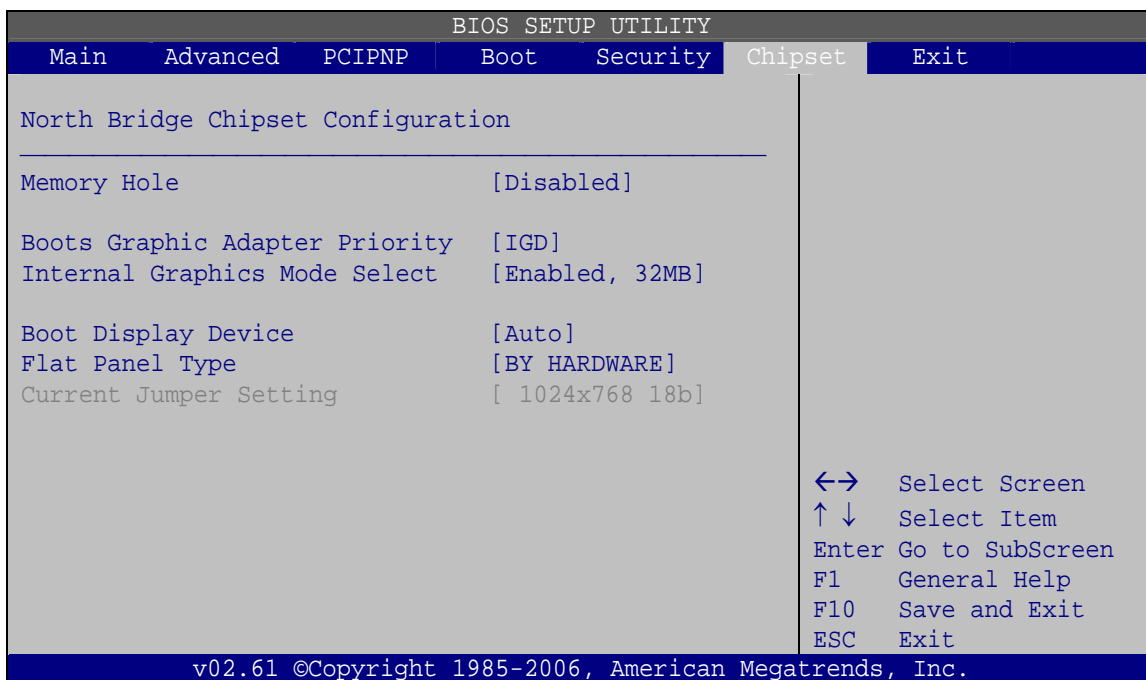 BIOS SETUP UTILITY
Main Advanced PCIPNP Boot Security Chipset Exit
North Bridge Chipset Configuration
Memory Hole [Disabled]
Boots Graphic Adapter Priority [IGD]
Internal Graphics Mode Select [Enabled, 32MB]
Boot Display Device [Auto]
Flat Panel Type [BY HARDWARE]
Current Jumper Setting [ 1024x768 18b]
←→ Select Screen
↑ ↓ Select Item
Enter Go to SubScreen
F1 General Help
F10 Save and Exit
ESC Exit
v02.61 ©Copyright 1985-2006, American Megatrends, Inc.